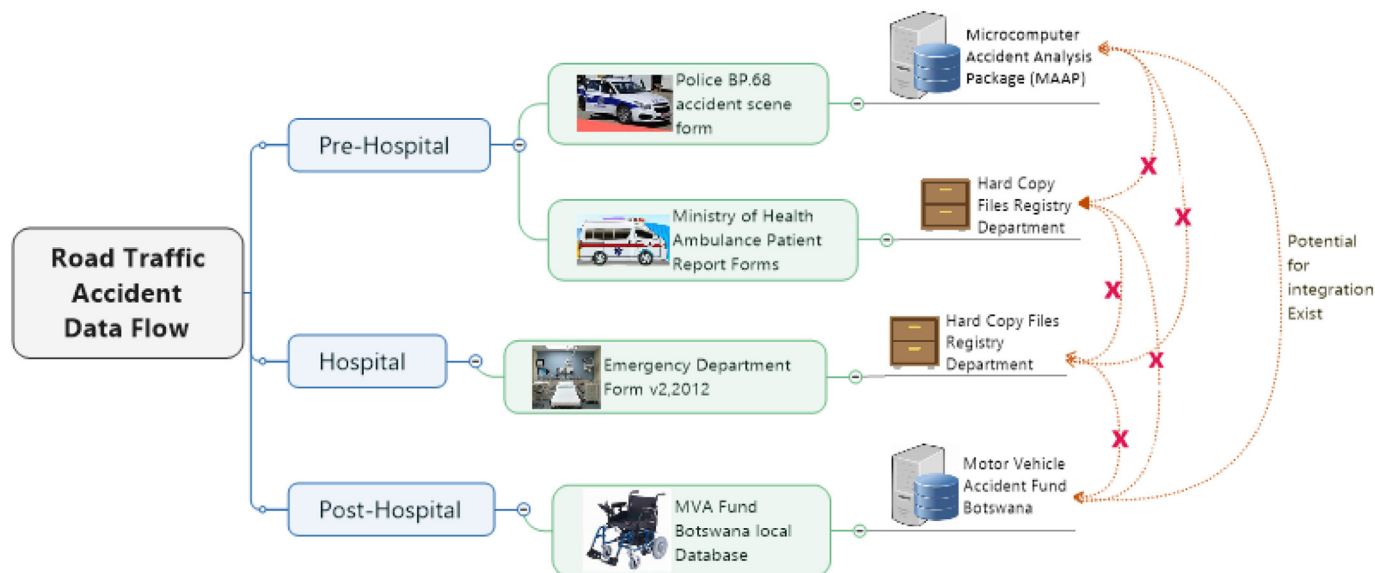 Road Traffic
Accident
Data Flow
Pre-Hospital
Police BP.68
accident scene
form
Microcomputer
Accident Analysis
Package (MAAP)
Ministry of Health
Ambulance Patient
Report Forms
Hard Copy
Files Registry
Department
Hospital
Emergency Department
Form v2,2012
Hard Copy Files
Registry
Department
Post-Hospital
MVA Fund
Botswana local
Database
Motor Vehicle
Accident Fund
Botswana
X
X
X
X
X
Potential
for
integration
Exist